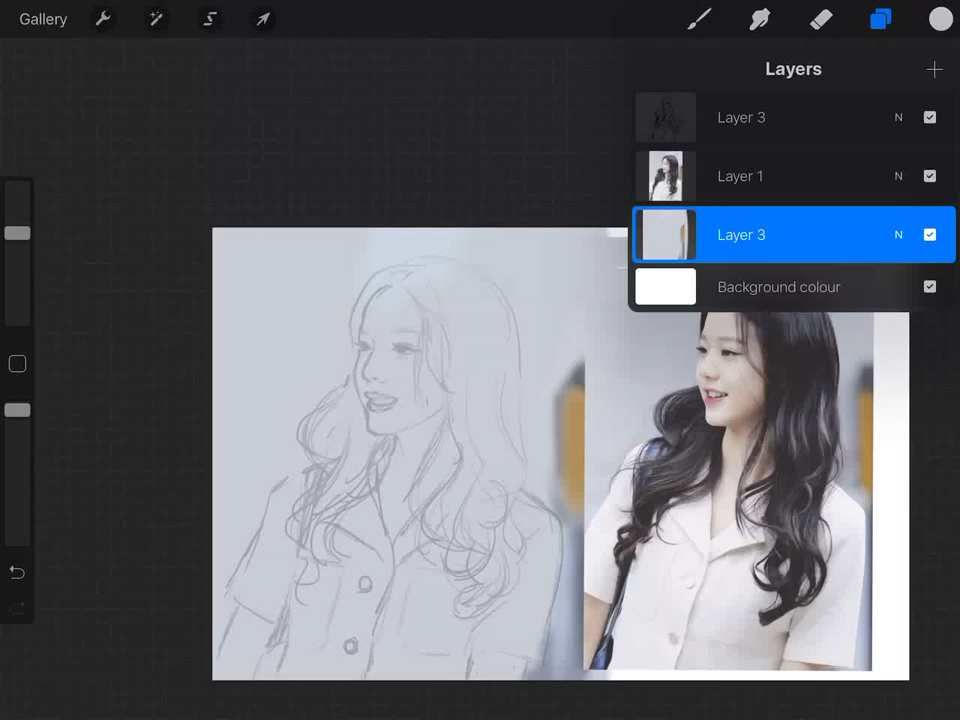 Gallery
Layers
Layer 3 N
Layer 1 N
Layer 3 N
Background colour